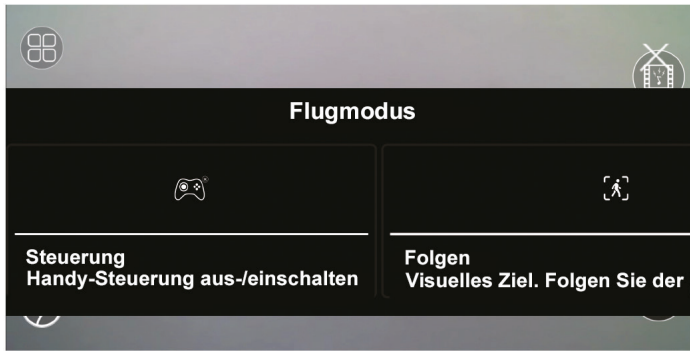 Flugmodus
Steuerung
Handy-Steuerung aus-/einschalten
Folgen
Visuelles Ziel. Folgen Sie der